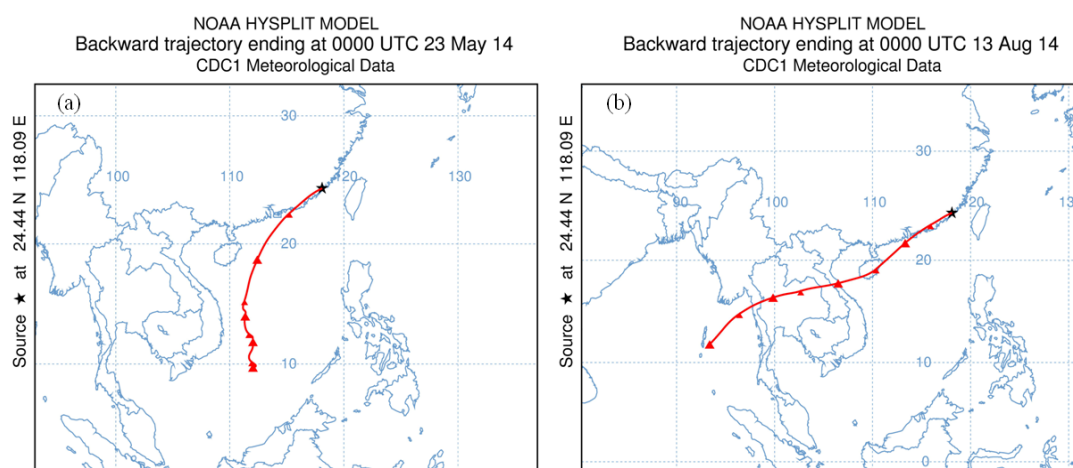 NOAA HYSPLIT MODEL
Backward trajectory ending at 0000 UTC 23 May 14
CDC1 Meteorological Data
(a)
Source ★ at 24.44 N 118.09 E
30
100
110
120
130
20
10
NOAA HYSPLIT MODEL
Backward trajectory ending at 0000 UTC 13 Aug 14
CDC1 Meteorological Data
(b)
Source ★ at 24.44 N 118.09 E
30
90
100
110
120
20
10
0